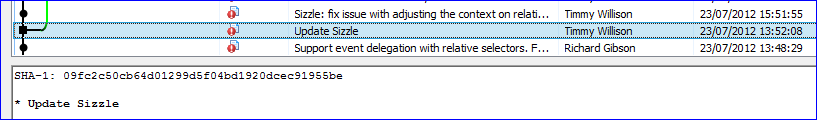 Sizzle: fix issue with adjusting the context on relati... Timmy Willison 23/07/2012 15:51:55
Update Sizzle Timmy Willison 23/07/2012 13:52:08
Support event delegation with relative selectors. F... Richard Gibson 23/07/2012 13:48:29
SHA-1: 09fc2c50cb64d01299d5f04bd1920dcec91955be
* Update Sizzle